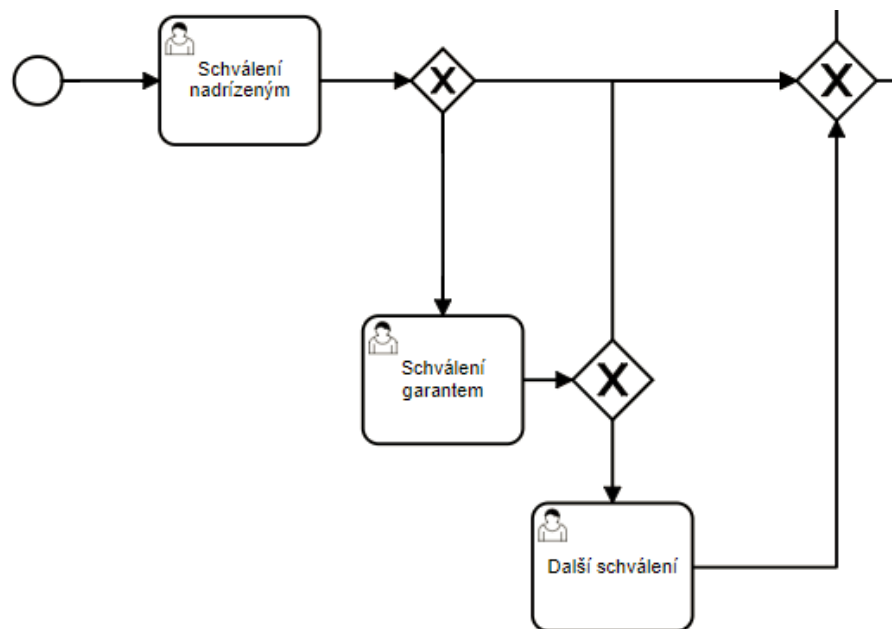 Schválení
nadrízeným
Schválení
garantem
Další schválení